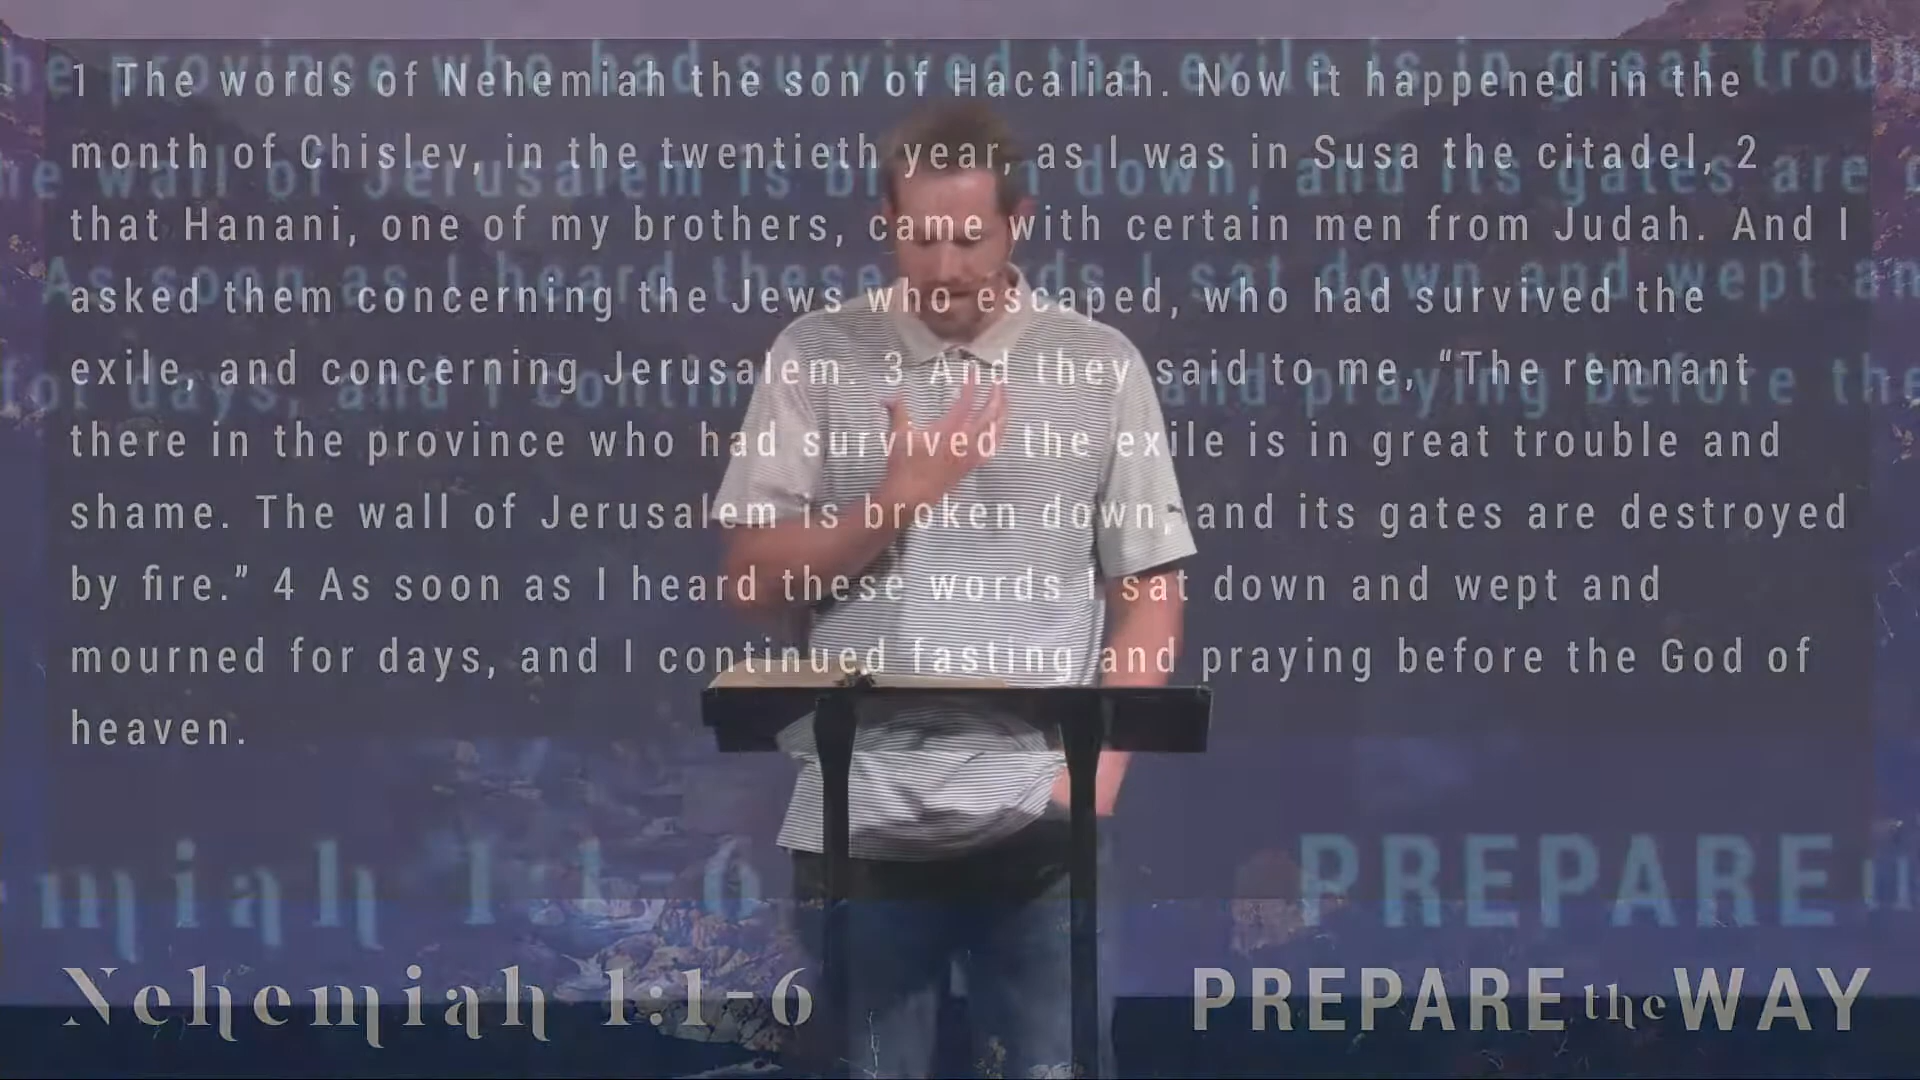 1 The words of Nehemiah the son of Hacaliah. Now it happened in the
month of Chislev, in the twentieth year, as I was in Susa the citadel, 2
that Hanani, one of my brothers, came with certain men from Judah. And I
asked them concerning the Jews who escaped, who had survived the
exile, and concerning Jerusalem. 3 And they said to me, “The remnant
there in the province who had survived the exile is in great trouble and
shame. The wall of Jerusalem is broken down, and its gates are destroyed
by fire.” 4 As soon as I heard these words I sat down and wept and
mourned for days, and I continued fasting and praying before the God of
heaven.
Nehemiah 1:1-6
PREPARE the WAY